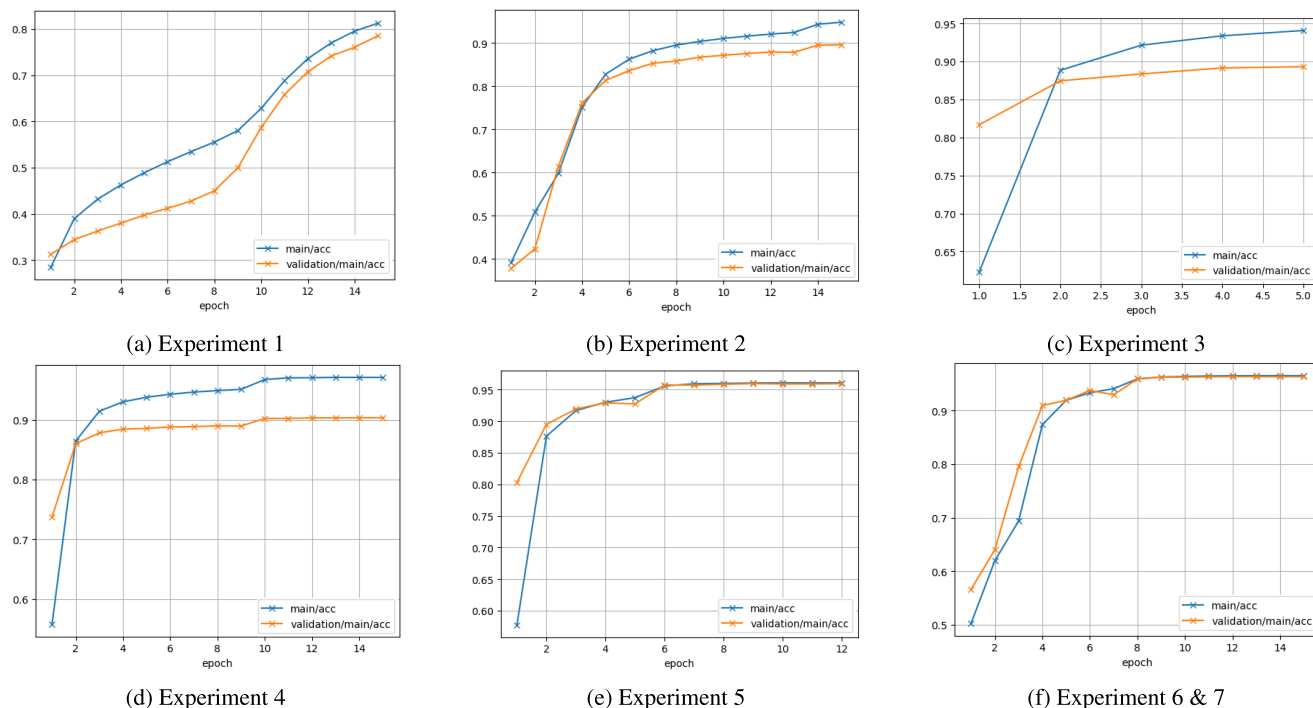 0.8
0.7
0.6
0.5
0.4
0.3
2 4 6 8 10 12 14
epoch
main/acc
validation/main/acc
(a) Experiment 1
0.9
0.8
0.7
0.6
0.5
0.4
2 4 6 8 10 12 14
epoch
main/acc
validation/main/acc
(b) Experiment 2
0.95
0.90
0.85
0.80
0.75
0.70
0.65
1.0 1.5 2.0 2.5 3.0 3.5 4.0 4.5 5.0
epoch
main/acc
validation/main/acc
(c) Experiment 3
0.9
0.8
0.7
0.6
2 4 6 8 10 12 14
epoch
main/acc
validation/main/acc
(d) Experiment 4
0.95
0.90
0.85
0.80
0.75
0.70
0.65
0.60
2 4 6 8 10 12
epoch
main/acc
validation/main/acc
(e) Experiment 5
0.9
0.8
0.7
0.6
0.5
2 4 6 8 10 12 14
epoch
main/acc
validation/main/acc
(f) Experiment 6 & 7